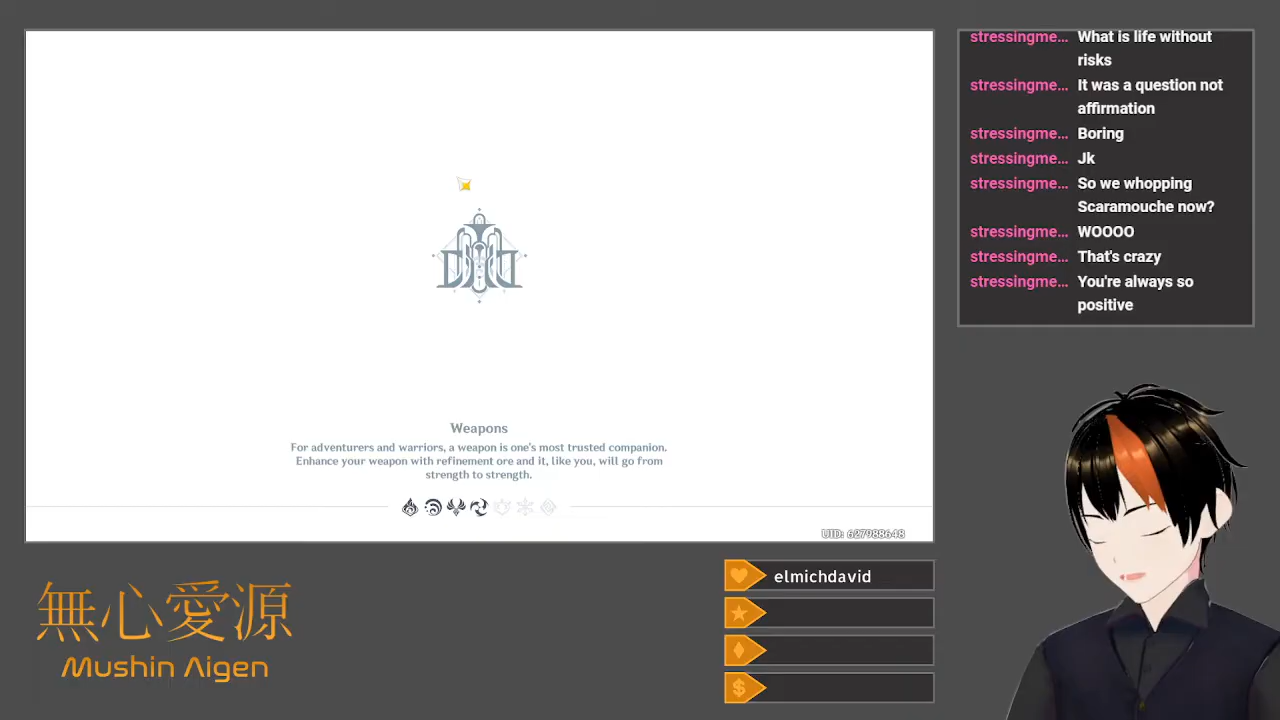 stressingme... What is life without
risks
stressingme... It was a question not
affirmation
stressingme... Boring
stressingme... Jk
stressingme... So we whopping
Scaramouche now?
stressingme... WOOOO
stressingme... That's crazy
stressingme... You're always so
positive
Weapons
For adventurers and warriors, a weapon is one's most trusted companion.
Enhance your weapon with refinement ore and it, like you, will go from
strength to strength.
UID: 627988648
elmichdavid
無心愛源
Mushin Aigen